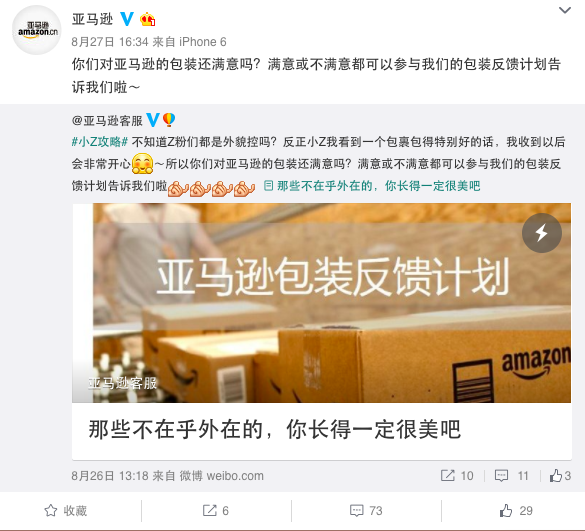 亚马逊
amazon.cn
亚马逊
8月27日 16:34 来自 iPhone 6
你们对亚马逊的包装还满意吗？满意或不满意都可以参与我们的包装反馈计划告
诉我们啦～
@亚马逊客服
#小Z攻略# 不知道Z粉们都是外貌控吗？反正小Z我看到一个包裹包得特别好的话，我收到以后
会非常开心～所以你们对亚马逊的包装还满意吗？满意或不满意都可以参与我们的包装反
馈计划告诉我们啦 那些不在乎外在的，你长得一定很美吧
亚马逊包装反馈计划
amazon
亚马逊客服
那些不在乎外在的，你长得一定很美吧
8月26日 13:18 来自 微博 weibo.com 10 11 3
收藏 6 73 29